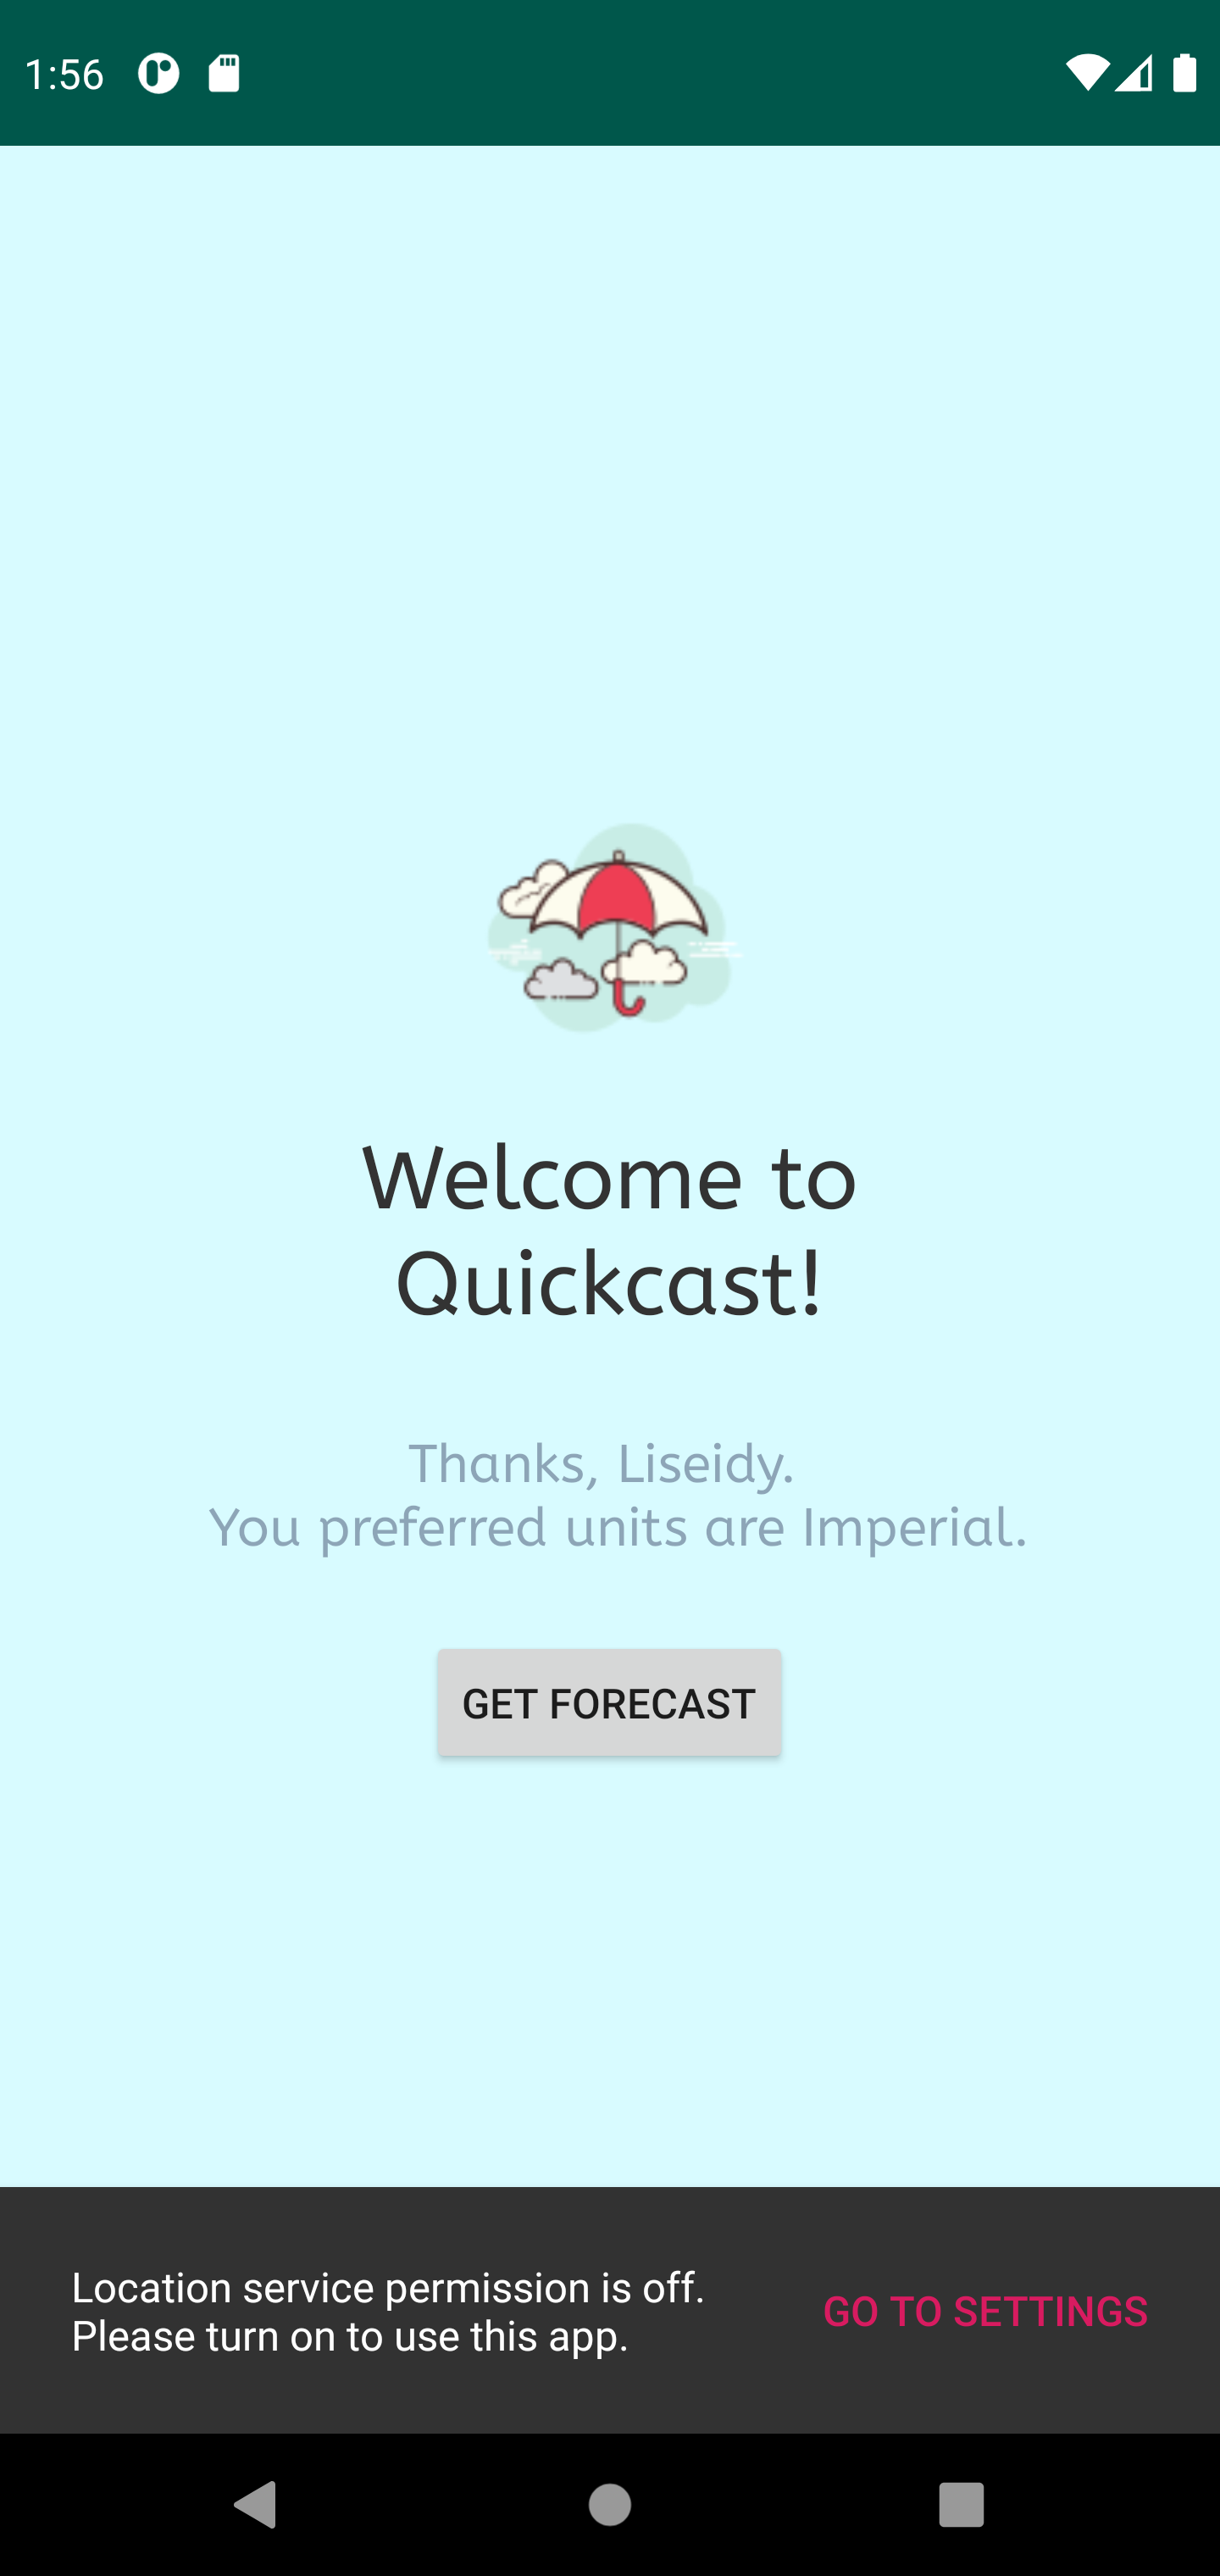 1:56
Welcome to
Quickcast!
Thanks, Liseidy.
You preferred units are Imperial.
GET FORECAST
Location service permission is off.
Please turn on to use this app.
GO TO SETTINGS